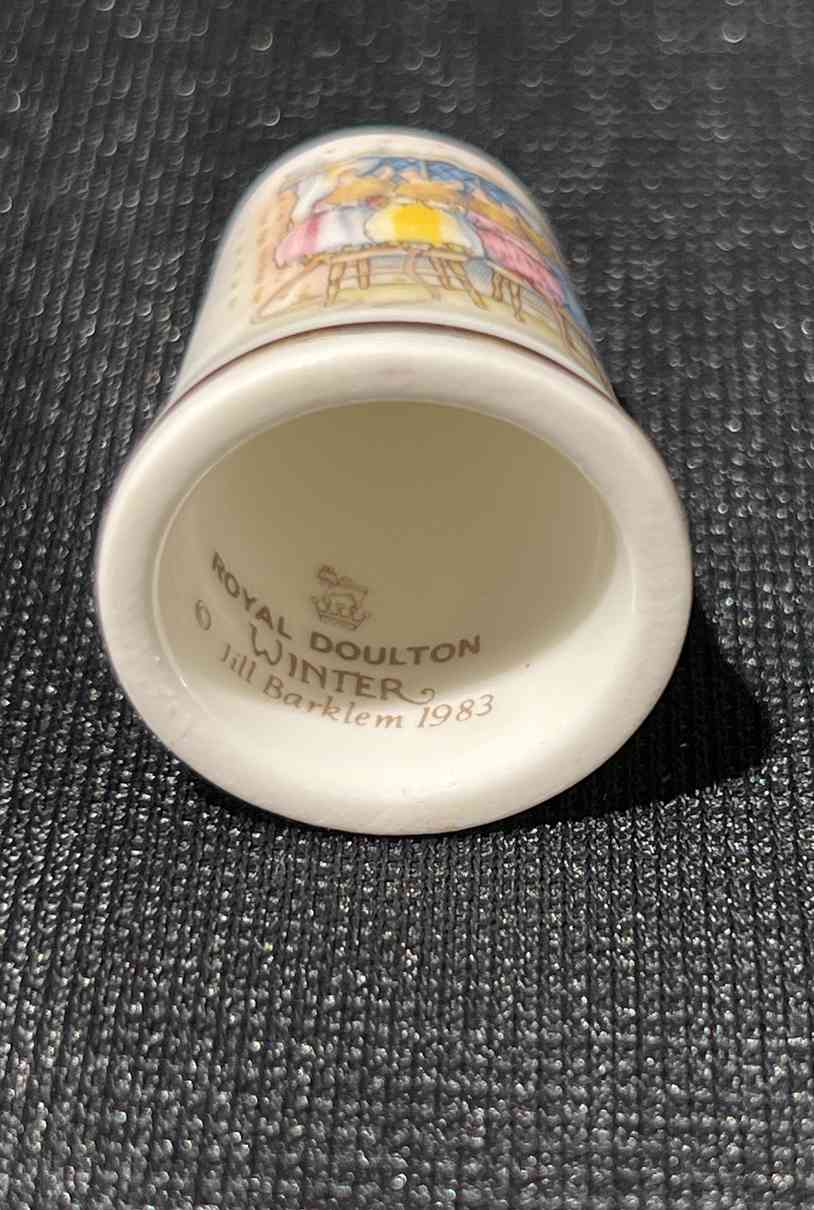 ROYAL DOULTON
WINTER
© Jill Barklem 1983